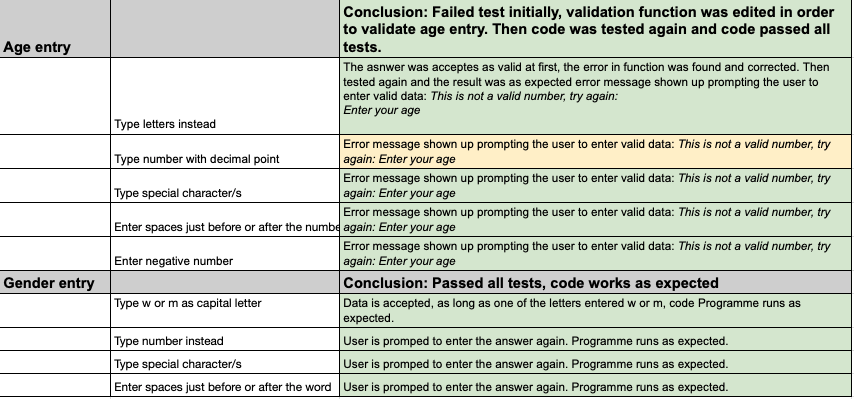 Conclusion: Failed test initially, validation function was edited in order
to validate age entry. Then code was tested again and code passed all
Age entry tests.
The asnwer was acceptes as valid at first, the error in function was found and corrected. Then
tested again and the result was as expected error message shown up prompting the user to
enter valid data: This is not a valid number, try again:
Enter your age
Type letters instead
Error message shown up prompting the user to enter valid data: This is not a valid number, try
Type number with decimal point again: Enter your age
Error message shown up prompting the user to enter valid data: This is not a valid number, try
Type special character/s again: Enter your age
Error message shown up prompting the user to enter valid data: This is not a valid number, try
Enter spaces just before or after the numbe again: Enter your age
Error message shown up prompting the user to enter valid data: This is not a valid number, try
Enter negative number again: Enter your age
Gender entry Conclusion: Passed all tests, code works as expected
Type w or m as capital letter Data is accepted, as long as one of the letters entered w or m, code Programme runs as
expected.
Type number instead User is promped to enter the answer again. Programme runs as expected.
Type special character/s User is promped to enter the answer again. Programme runs as expected.
Enter spaces just before or after the word User is promped to enter the answer again. Programme runs as expected.